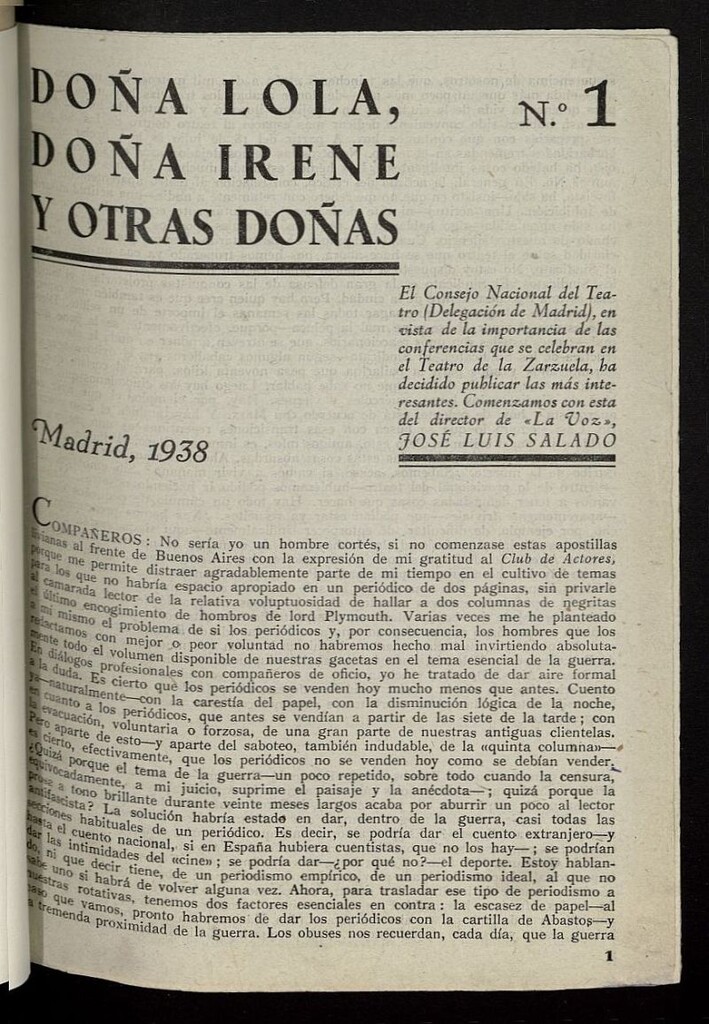 DOÑA LOLA,
DOÑA IRENE
Y OTRAS DOÑAS
N.º 1
El Consejo Nacional del Tea-
tro (Delegación de Madrid), en
vista de la importancia de las
conferencias que se celebran en
el Teatro de la Zarzuela, ha
decidido publicar las más inte-
resantes. Comenzamos con esta
del director de «La Voz»,
JOSÉ LUIS SALADO
Madrid, 1938
COMPAÑEROS: No sería yo un hombre cortés, si no comenzase estas apostillas
livianas al frente de Buenos Aires con la expresión de mi gratitud al Club de Actores,
porque me permite distraer agradablemente parte de mi tiempo en el cultivo de temas
para los que no habría espacio apropiado en un periódico de dos páginas, sin privarle
al camarada lector de la relativa voluptuosidad de hallar a dos columnas de negritas
el último encogimiento de hombros de lord Plymouth. Varias veces me he planteado
a mí mismo el problema de si los periódicos y, por consecuencia, los hombres que los
redactamos con mejor o peor voluntad no habremos hecho mal invirtiendo absoluta-
mente todo el volumen disponible de nuestras gacetas en el tema esencial de la guerra.
En diálogos profesionales con compañeros de oficio, yo he tratado de dar aire formal
a la duda. Es cierto que los periódicos se venden hoy mucho menos que antes. Cuento
ya—naturalmente—con la carestía del papel, con la disminución lógica de la noche,
en cuanto a los periódicos, que antes se vendían a partir de las siete de la tarde; con
la evacuación, voluntaria o forzosa, de una gran parte de nuestras antiguas clientelas.
Pero aparte de esto—y aparte del saboteo, también indudable, de la «quinta columna»—
es cierto, efectivamente, que los periódicos no se venden hoy como se debían vender.
¿Quizá porque el tema de la guerra—un poco repetido, sobre todo cuando la censura,
equivocadamente, a mi juicio, suprime el paisaje y la anécdota—; quizá porque la
prosa a tono brillante durante veinte meses largos acaba por aburrir un poco al lector
antifascista? La solución habría estado en dar, dentro de la guerra, casi todas las
secciones habituales de un periódico. Es decir, se podría dar el cuento extranjero—y
hasta el cuento nacional, si en España hubiera cuentistas, que no los hay—; se podrían
dar las intimidades del «cine»; se podría dar—¿por qué no?—el deporte. Estoy hablan-
do, ni que decir tiene, de un periodismo empírico, de un periodismo ideal, al que no
sabe uno si habrá de volver alguna vez. Ahora, para trasladar ese tipo de periodismo a
nuestras rotativas, tenemos dos factores esenciales en contra: la escasez de papel—al
paso que vamos, pronto habremos de dar los periódicos con la cartilla de Abastos—y
la tremenda proximidad de la guerra. Los obuses nos recuerdan, cada día, que la guerra
1